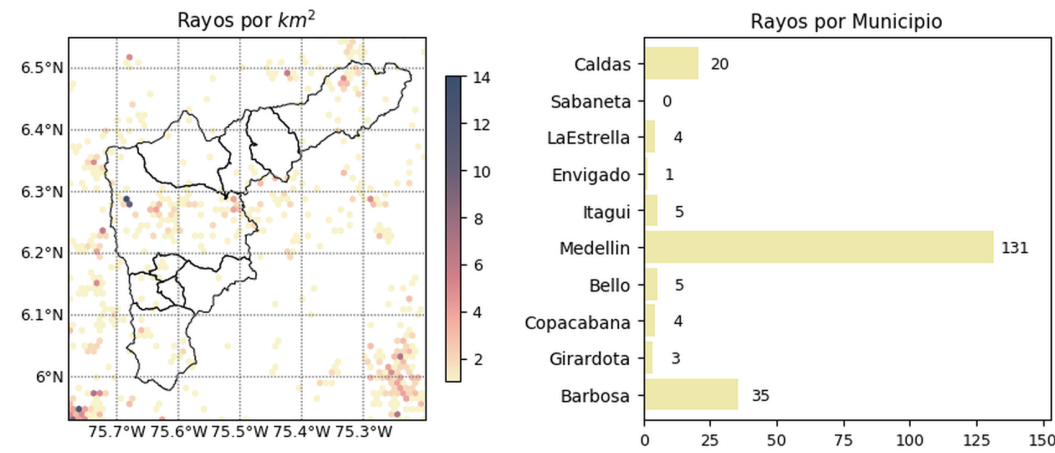 Rayos por km²
6.5°N
6.4°N
6.3°N
6.2°N
6.1°N
6°N
75.7°W 75.6°W 75.5°W 75.4°W 75.3°W
14
12
10
8
6
4
2
Rayos por Municipio
Caldas 20
Sabaneta 0
LaEstrella 4
Envigado 1
Itagui 5
Medellin 131
Bello 5
Copacabana 4
Girardota 3
Barbosa 35
0 25 50 75 100 125 150